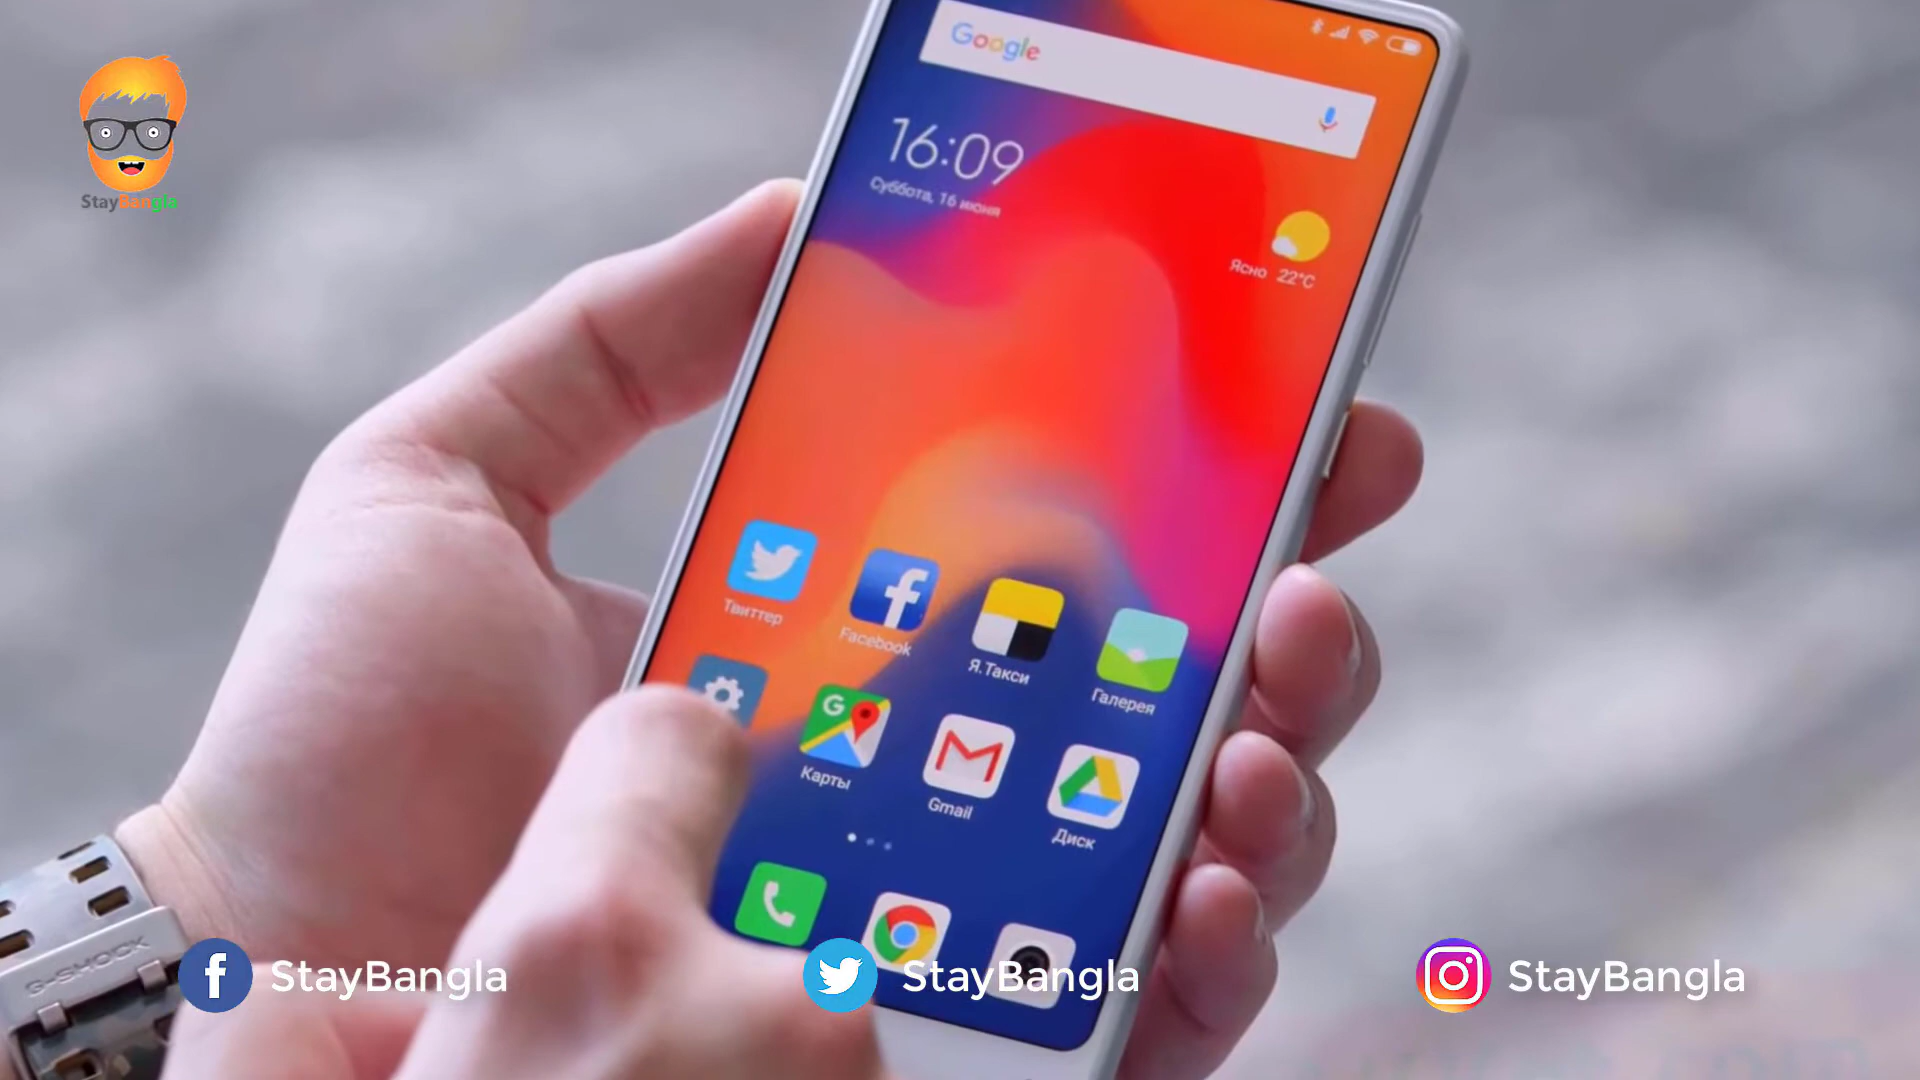 Google
16:09
Суббота, 16 июня
Ясно 22°C
StayBangla
Твиттер
Facebook
Я.Такси
Галерея
Карты
Gmail
Диск
G-SHOCK
StayBangla
StayBangla
StayBangla